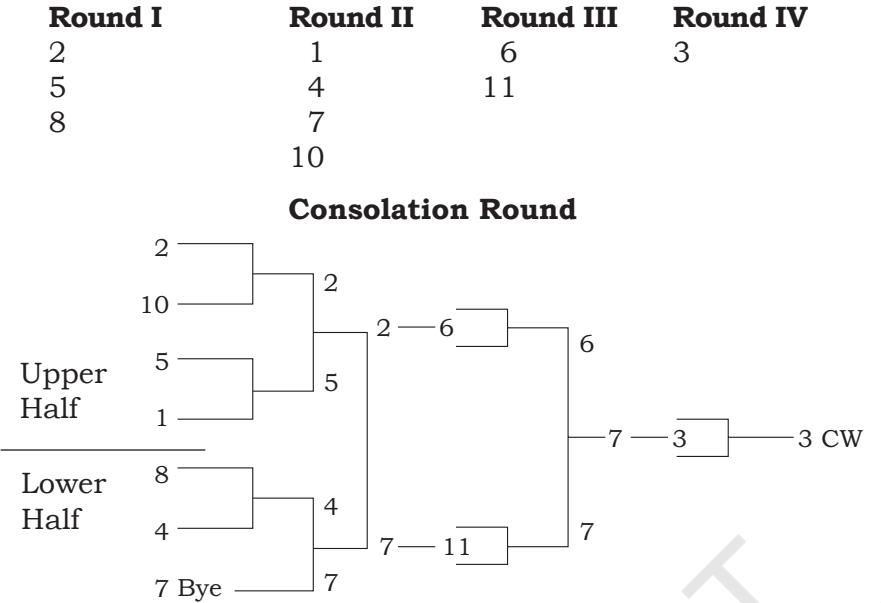 Round I Round II Round III Round IV
2 1 6 3
5 4 11
8 7
10
Consolation Round
2
2
10
2 6
6
5
Upper
5
Half
1
7 3 3 CW
8
Lower
4
Half
4
7 11
7
7 Bye
7